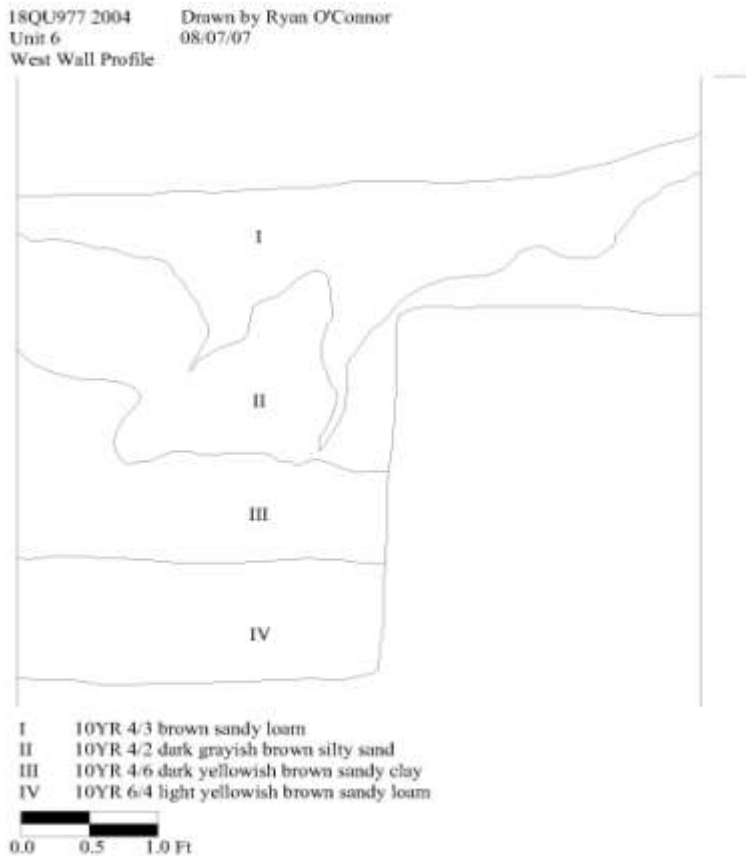 18QU977 2004 Drawn by Ryan O'Connor
Unit 6 08/07/07
West Wall Profile
I
II
III
IV
I 10YR 4/3 brown sandy loam
II 10YR 4/2 dark grayish brown silty sand
III 10YR 4/6 dark yellowish brown sandy clay
IV 10YR 6/4 light yellowish brown sandy loam
0.0 0.5 1.0 Ft